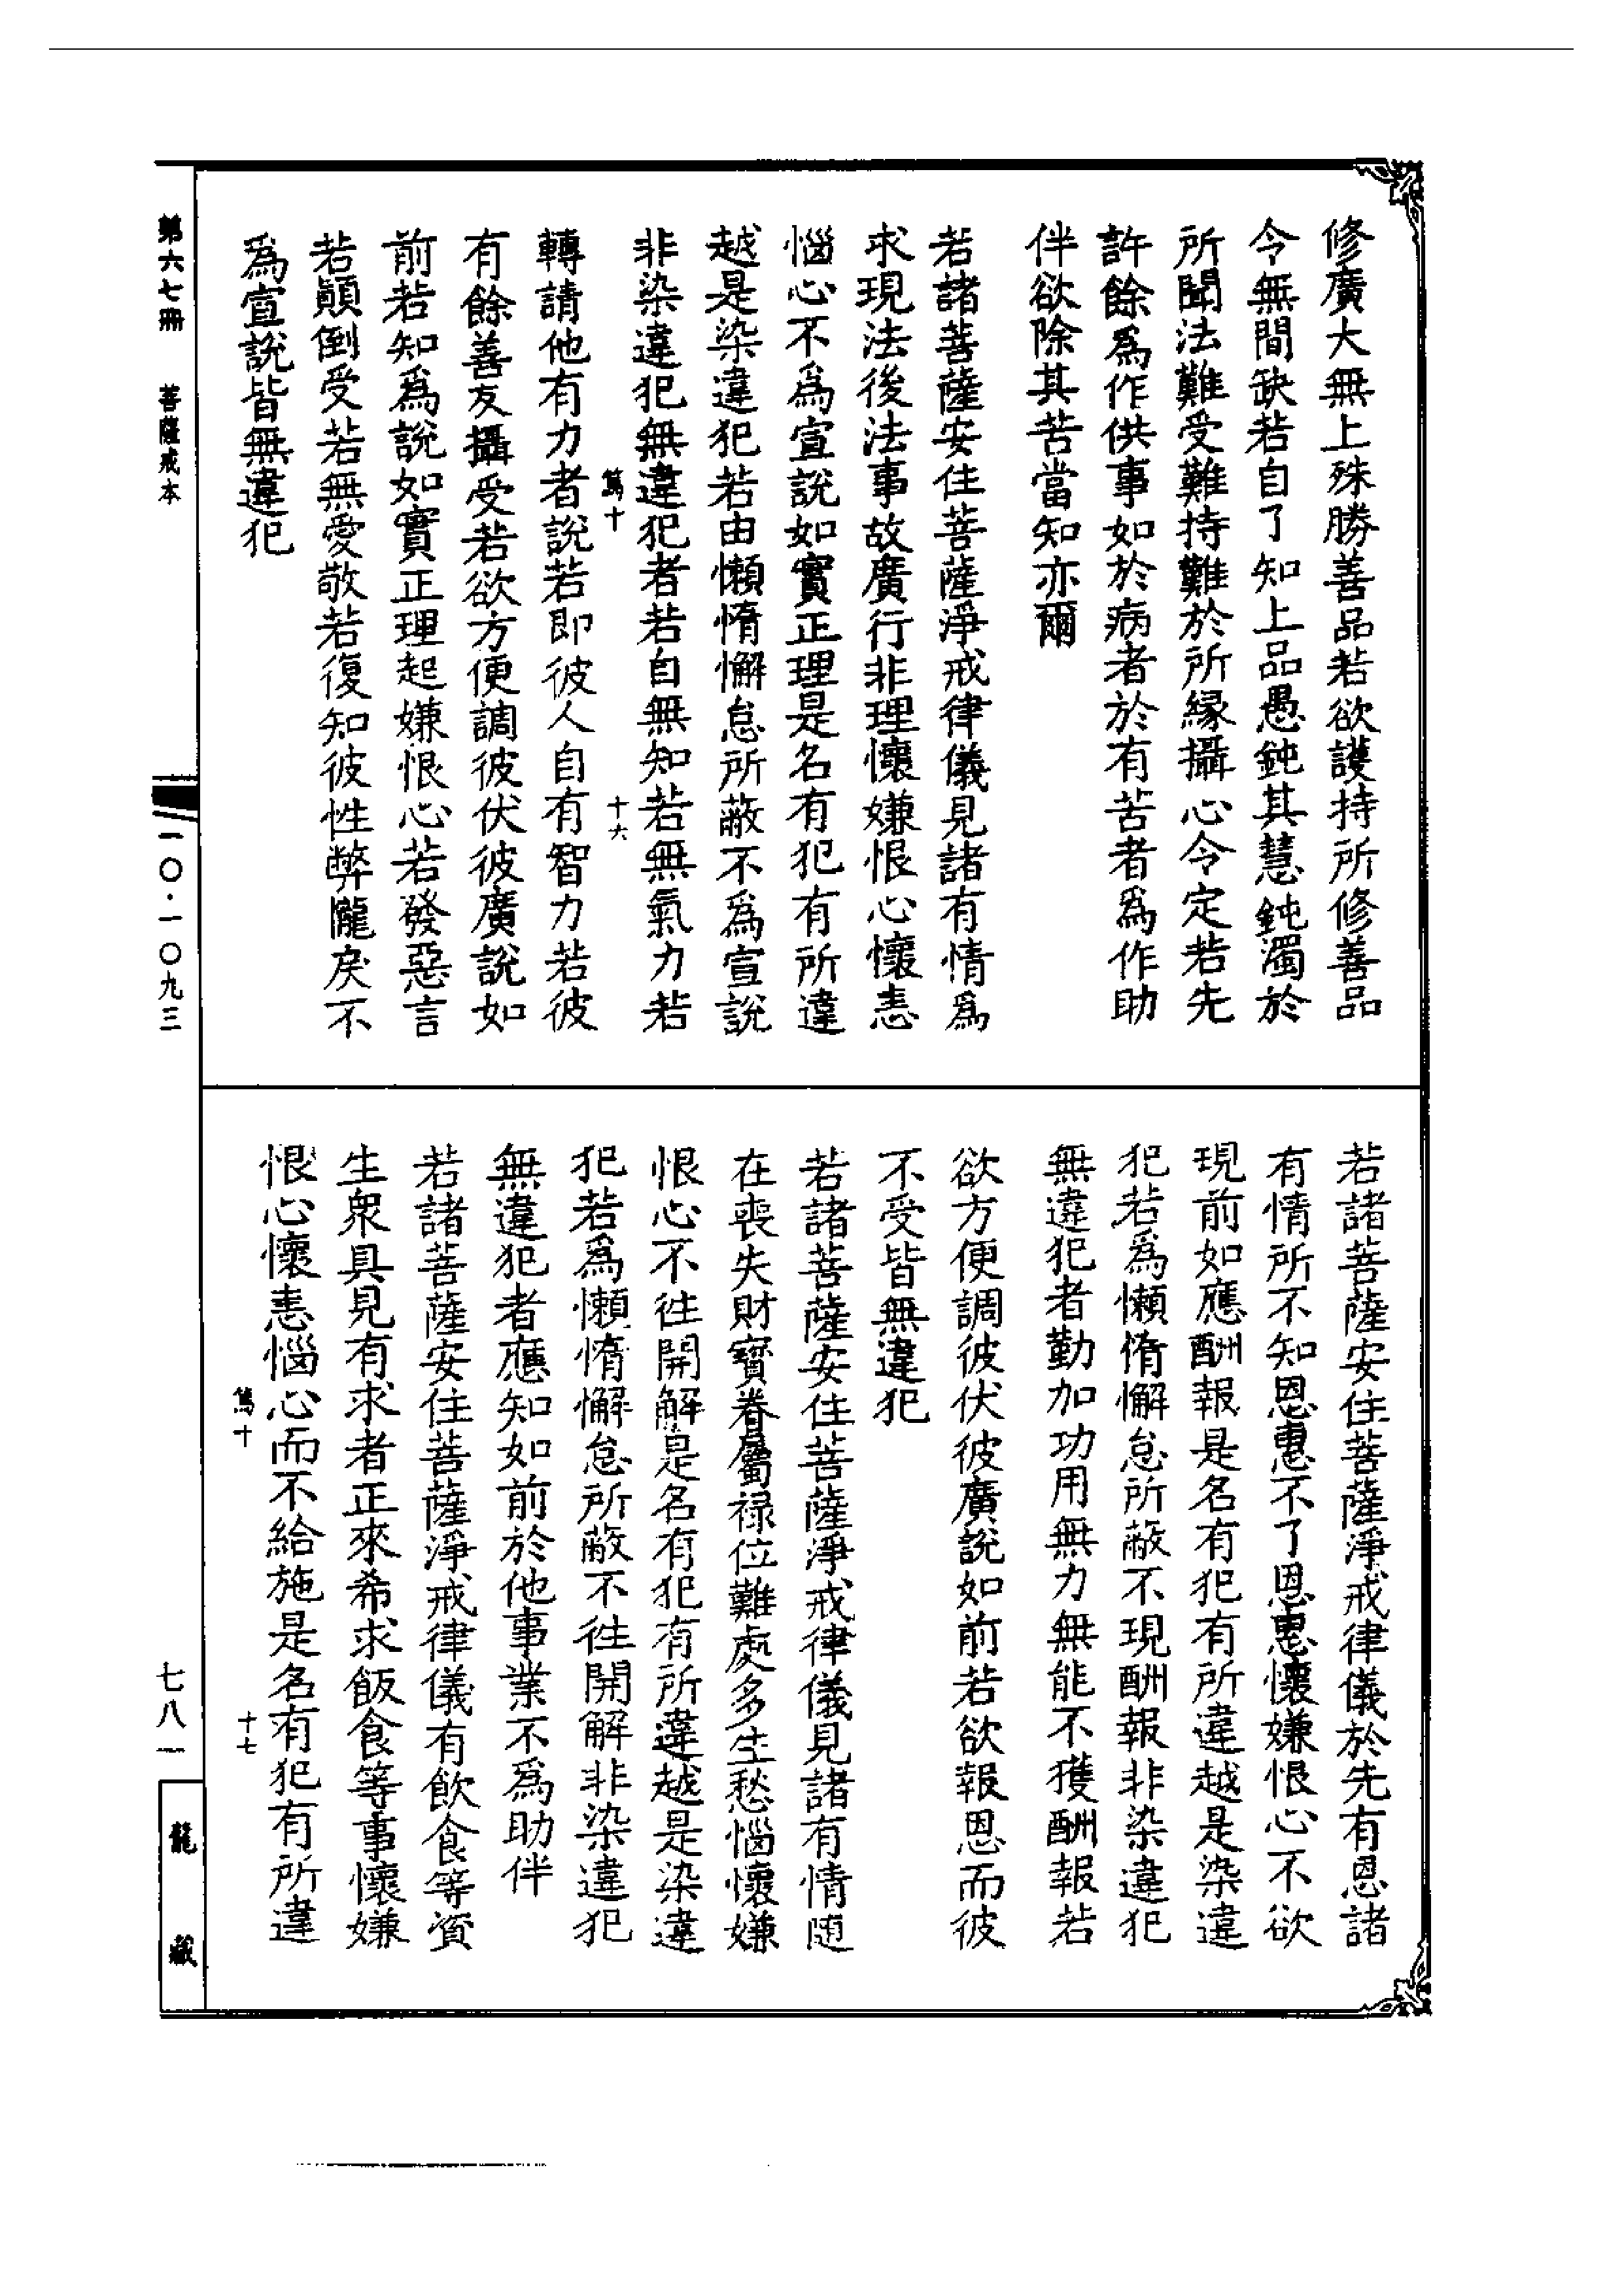 修廣大無上殊勝善品若欲護持所修善品
令無間缺若自了知上品愚鈍其慧鈍濁於
所聞法難受難持難於所縁攝心令定若先
許餘爲作供事如於病者於有苦者爲作助
伴欲除其苦當知亦爾
若諸菩薩安住菩薩淨戒律儀見諸有情爲
求現法後法事故廣行非理懷嫌恨心懷恚
惱心不爲宣說如實正理是名有犯有所違
越是染違犯若由懶惰懈怠所蔽不爲宣說
非染違犯無違犯者若自無知若無氣力若
篤十
十六
轉請他有力者說若即彼人自有智力若彼
有餘善友攝受若欲方便調彼伏彼廣說如
前若知爲說如實正理起嫌恨心若發惡言
若顚倒受若無愛敬若復知彼性弊㦬戾不
爲宣說皆無違犯
若諸菩薩安住菩薩淨戒律儀於先有恩諸
有情所不知恩惠不了恩惠懷嫌恨心不欲
現前如應酬報是名有犯有所違越是染違
犯若爲懶惰懈怠所蔽不現酬報非染違犯
無違犯者勤加功用無力無能不獲酬報若
欲方便調彼伏彼廣說如前若欲報恩而彼
不受皆無違犯
若諸菩薩安住菩薩淨戒律儀見諸有情随
在喪失財寶眷屬禄位難處多生愁惱懷嫌
恨心不往開解是名有犯有所違越是染違
犯若爲懶惰懈怠所蔽不往開解非染違犯
無違犯者應知如前於他事業不爲助伴
若諸菩薩安住菩薩淨戒律儀有飲食等資
生衆具見有求者正來希求飯食等事懷嫌
恨心懷恚惱心而不給施是名有犯有所違
篤十
十七
第六七冊
菩薩戒本
一〇·一〇九三
七八一
龍藏